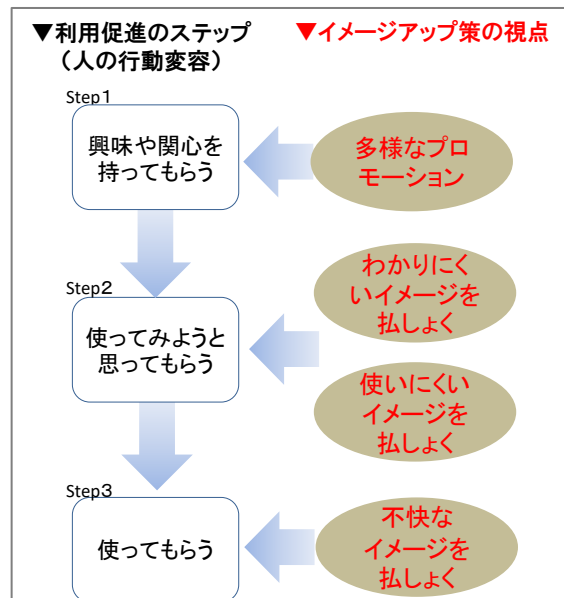 ▼利用促進のステップ
（人の行動変容）
▼イメージアップ策の視点
Step1
興味や関心を
持ってもらう
多様なプロ
モーション
Step2
使ってみようと
思ってもらう
わかりにく
いイメージを
払しょく
使いにくい
イメージを
払しょく
Step3
使ってもらう
不快な
イメージを
払しょく